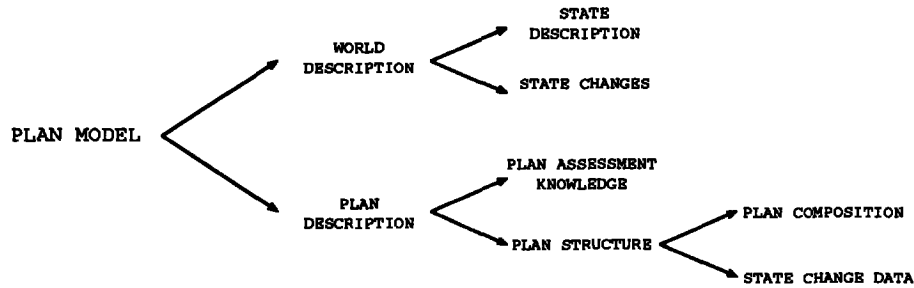 STATE
DESCRIPTION
WORLD
DESCRIPTION
STATE CHANGES
PLAN MODEL
PLAN ASSESSMENT
KNOWLEDGE
PLAN
DESCRIPTION
PLAN COMPOSITION
PLAN STRUCTURE
STATE CHANGE DATA